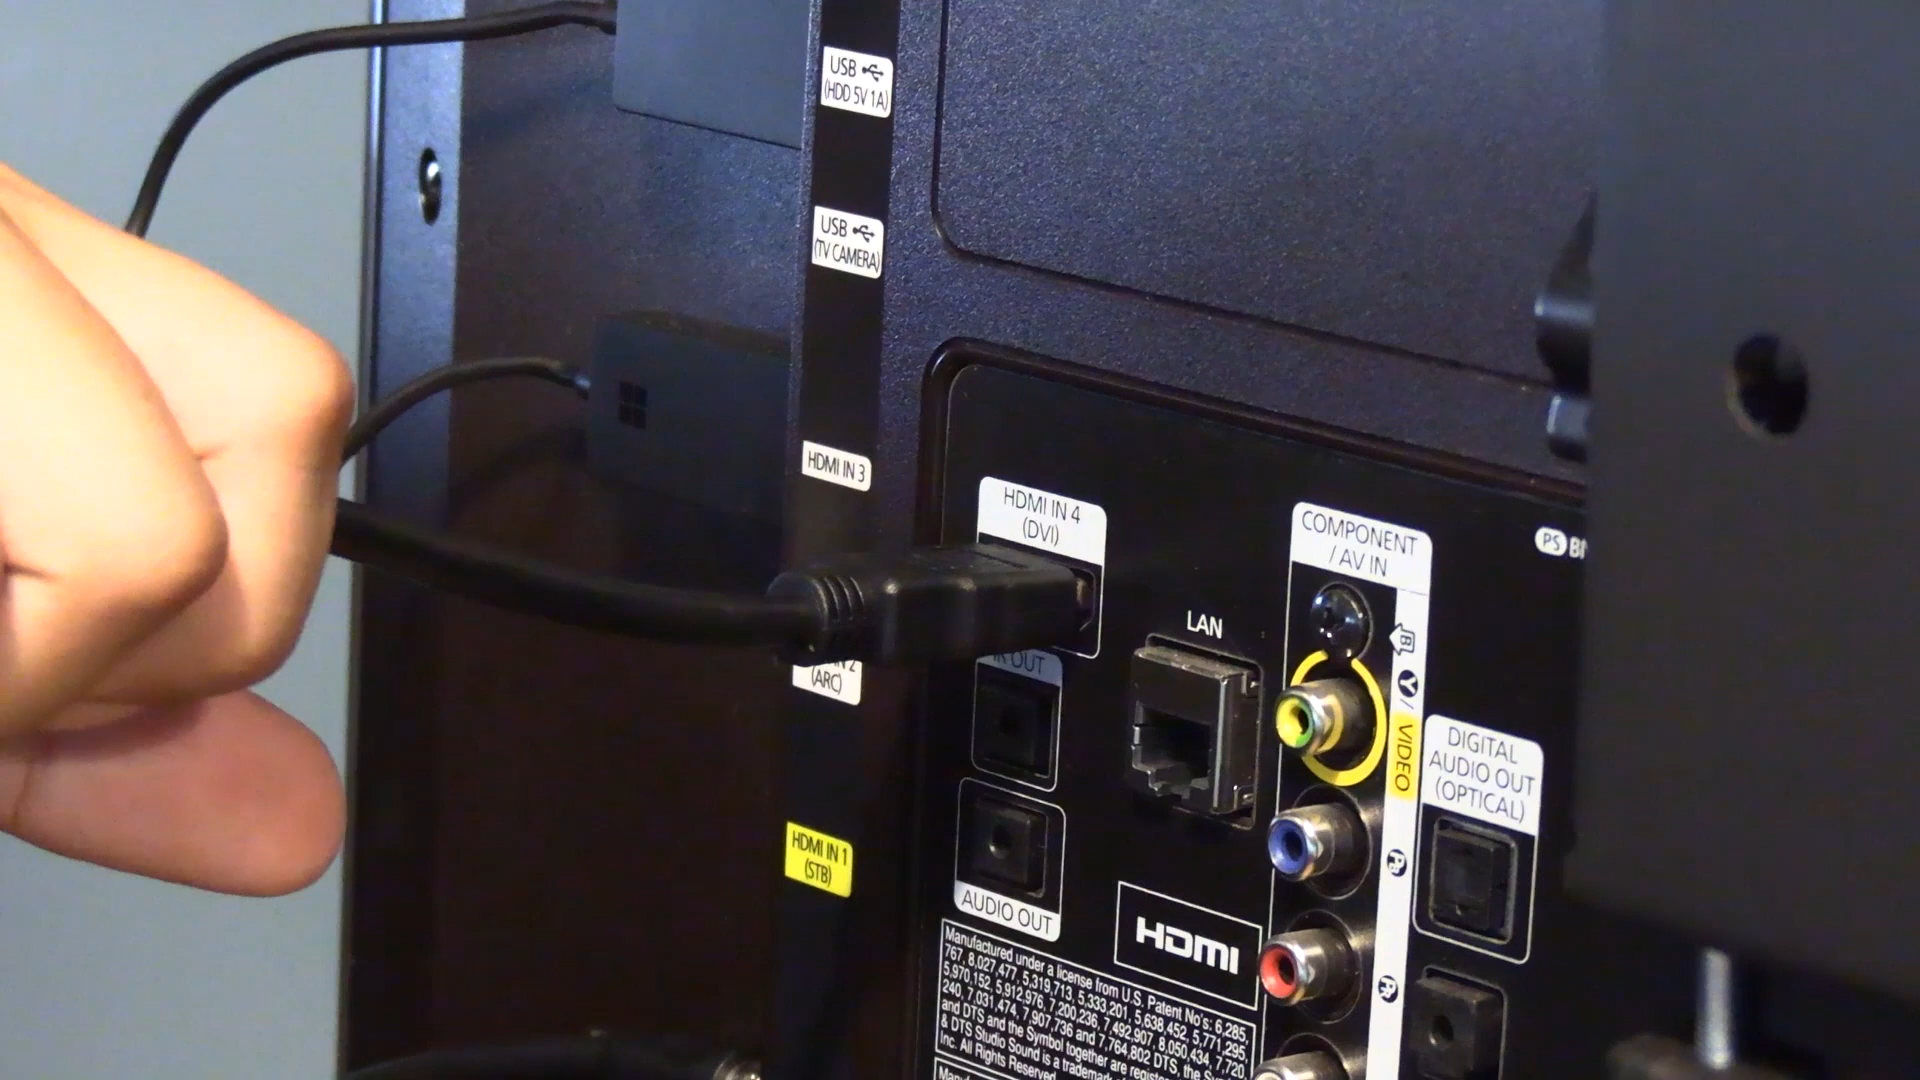 USB
(HDD 5V 1A)
USB
(TV CAMERA)
HDMI IN 3
(ARC)
HDMI IN 1
(STB)
HDMI IN 4
(DVI)
OUT
AUDIO OUT
LAN
HDMI
COMPONENT
/ AV IN
Y/
VIDEO
PB
PR
DIGITAL
AUDIO OUT
(OPTICAL)
PS
Manufactured under a license from U.S. Patent No's: 6,285,
767, 8,027,477, 5,319,713, 5,333,201, 5,638,452, 5,771,295,
5,970,152, 5,912,976, 7,200,236, 7,492,907, 8,050,434, 7,720,
240, 7,031,474, 7,907,736 and 7,764,802 DTS, the Symbol,
and DTS and the Symbol together are
& DTS Studio Sound is a
Inc. All Rights Reserved.